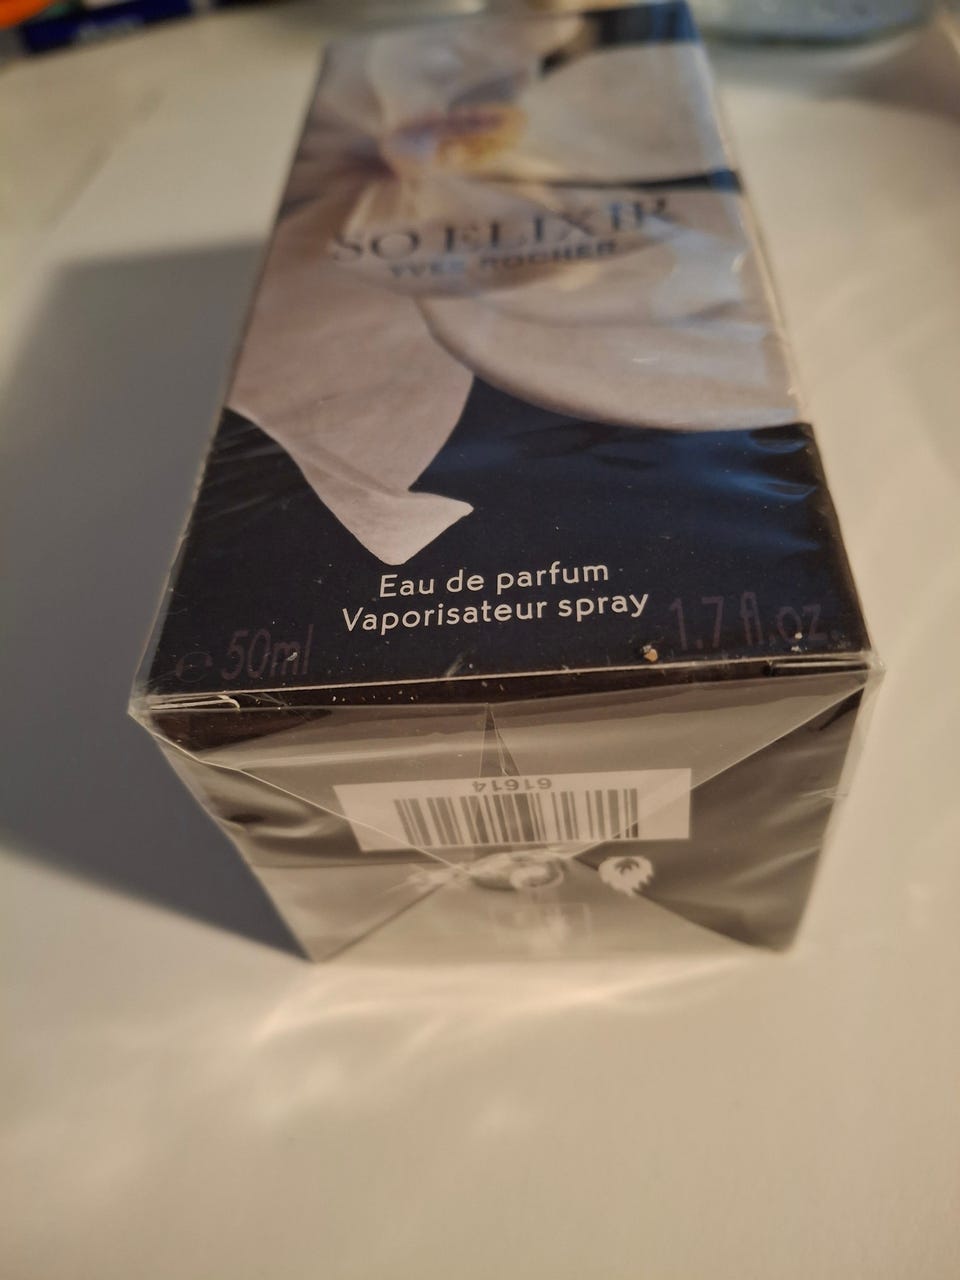 SO ELIXIR
YVES ROCHER
Eau de parfum
Vaporisateur spray
℮ 50ml
1.7 fl.oz.
61614